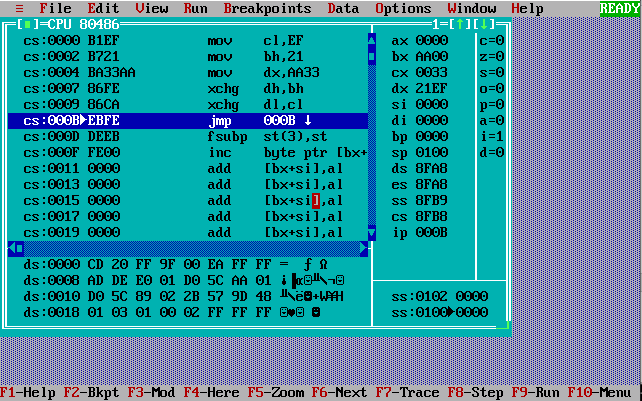 ≡ File Edit View Run Breakpoints Data Options Window Help READY
[■]=CPU 80486 1=[↑][↓]
cs:0000 B1EF mov cl,EF ax 0000 c=0
cs:0002 B721 mov bh,21 bx AA00 z=0
cs:0004 BA33AA mov dx,AA33 cx 0033 s=0
cs:0007 86FE xchg dh,bh dx 21EF o=0
cs:0009 86CA xchg dl,cl si 0000 p=0
cs:000B►EBFE jmp 000B ↓ di 0000 a=0
cs:000D DEEB fsubp st(3),st bp 0000 i=1
cs:000F FE00 inc byte ptr [bx+ sp 0100 d=0
cs:0011 0000 add [bx+si],al ds 8FA8
cs:0013 0000 add [bx+si],al es 8FA8
cs:0015 0000 add [bx+si],al ss 8FB9
cs:0017 0000 add [bx+si],al cs 8FB8
cs:0019 0000 add [bx+si],al ip 000B
ds:0000 CD 20 FF 9F 00 EA FF FF = ƒ Ω
ds:0008 AD DE E0 01 D0 5C AA 01 ¡▐α☺╨\¬☺
ds:0010 D0 5C 89 02 2B 57 9D 48 ╨\ë☻+W¥H ss:0102 0000
ds:0018 01 03 01 00 02 FF FF FF ☺♥☺ ☻ ss:0100►0000
F1-Help F2-Bkpt F3-Mod F4-Here F5-Zoom F6-Next F7-Trace F8-Step F9-Run F10-Menu